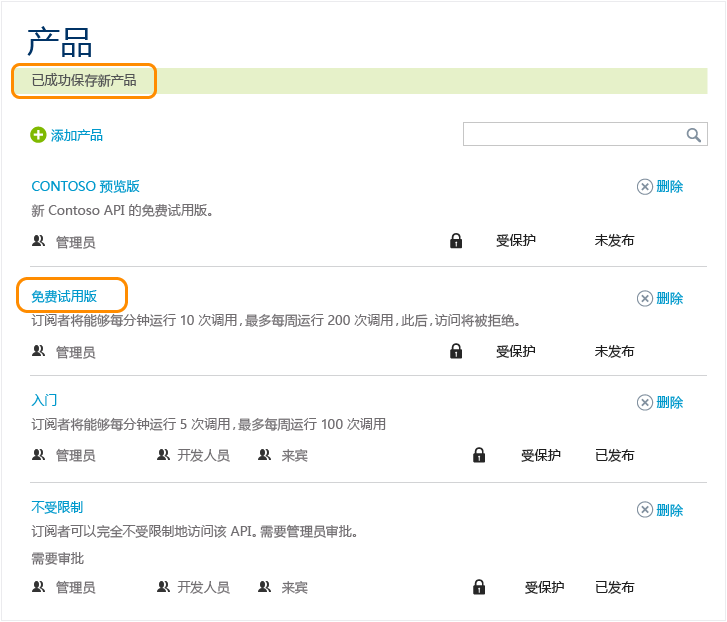 产品
已成功保存新产品
添加产品
CONTOSO 预览版 删除
新 Contoso API 的免费试用版。
管理员 受保护 未发布
免费试用版 删除
订阅者将能够每分钟运行 10 次调用，最多每周运行 200 次调用，此后，访问将被拒绝。
管理员 受保护 未发布
入门 删除
订阅者将能够每分钟运行 5 次调用，最多每周运行 100 次调用
管理员 开发人员 来宾 受保护 已发布
不受限制 删除
订阅者可以完全不受限制地访问该 API。需要管理员审批。
需要审批
管理员 开发人员 来宾 受保护 已发布